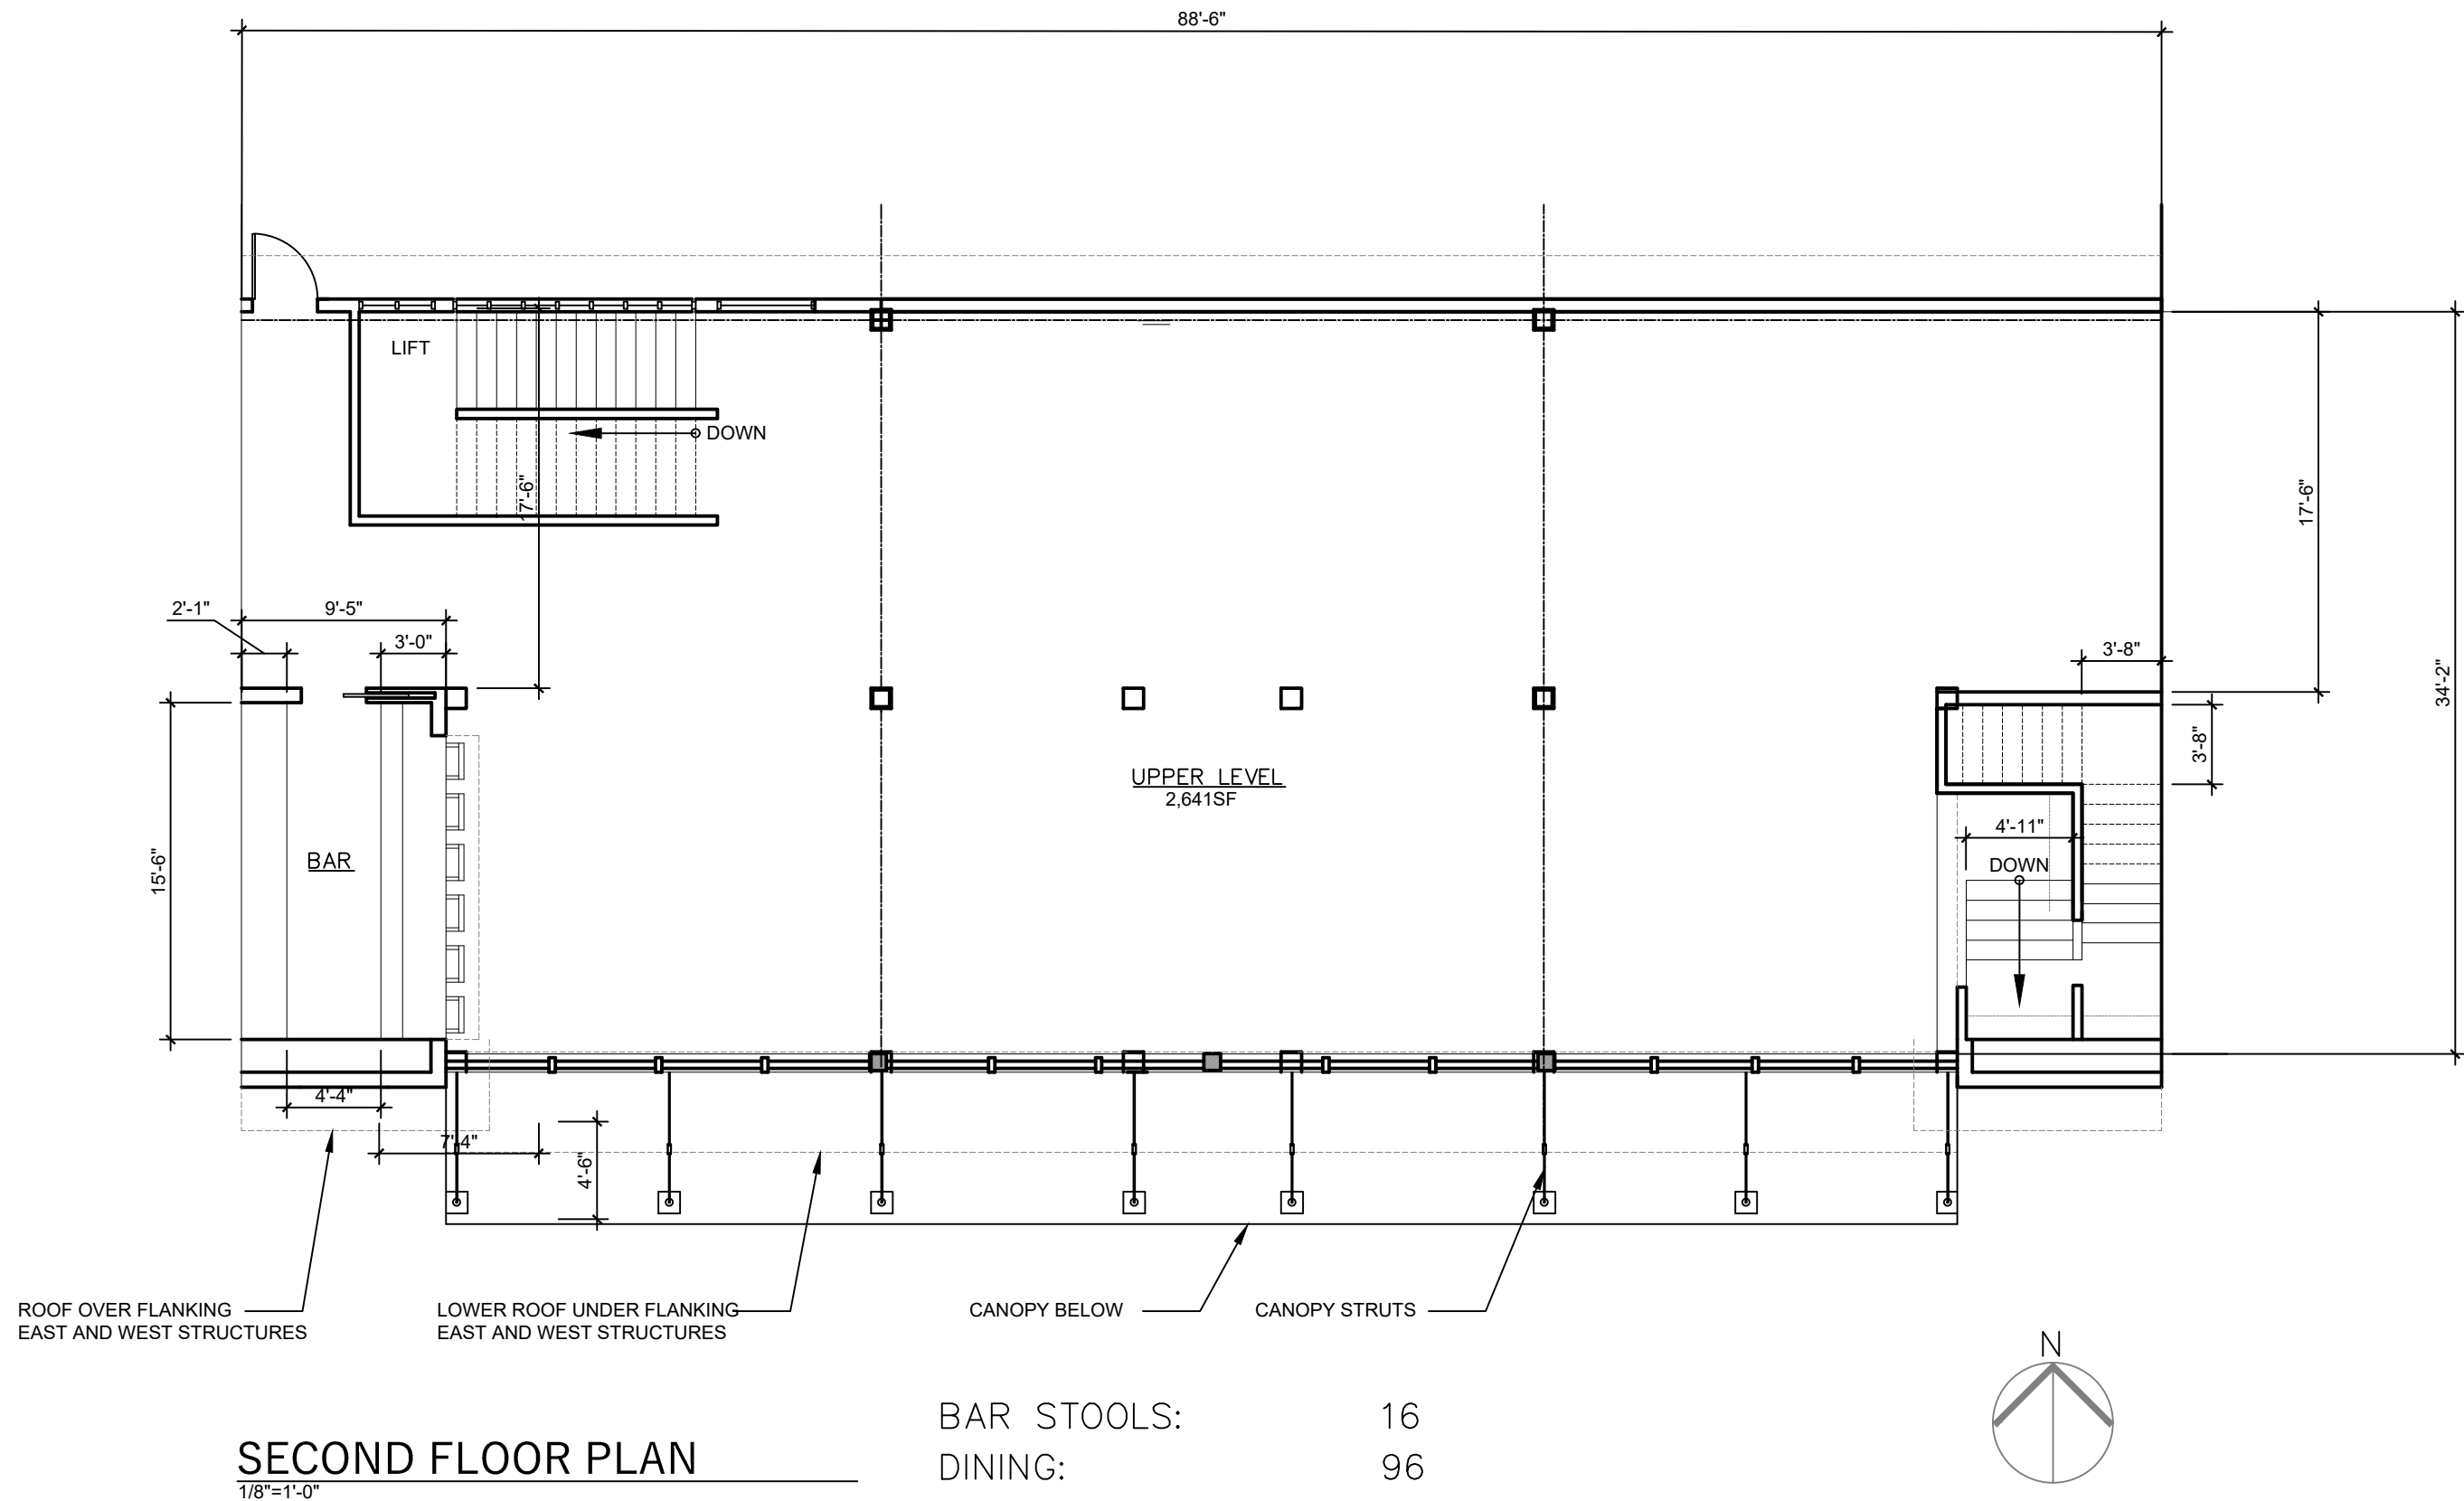 88'-6"
LIFT
DOWN
7'-6"
17'-6"
2'-1"
9'-5"
3'-0"
3'-8"
34'-2"
3'-8"
UPPER LEVEL
2,641SF
4'-11"
DOWN
BAR
15'-6"
4'-4"
7'-4"
4'-6"
ROOF OVER FLANKING
EAST AND WEST STRUCTURES
LOWER ROOF UNDER FLANKING
EAST AND WEST STRUCTURES
CANOPY BELOW
CANOPY STRUTS
N
BAR STOOLS: 16
DINING: 96
SECOND FLOOR PLAN
1/8"=1'-0"